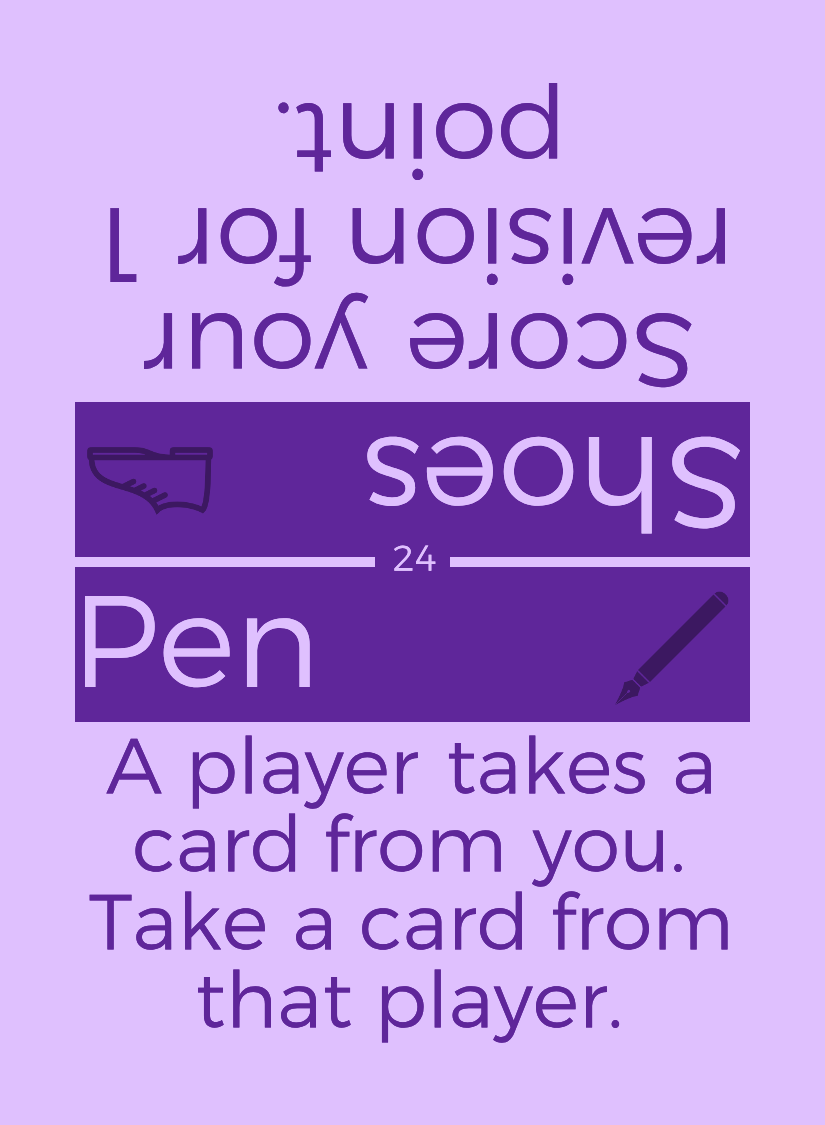 Score your
revision for 1
point.
Shoes
24
Pen
A player takes a
card from you.
Take a card from
that player.